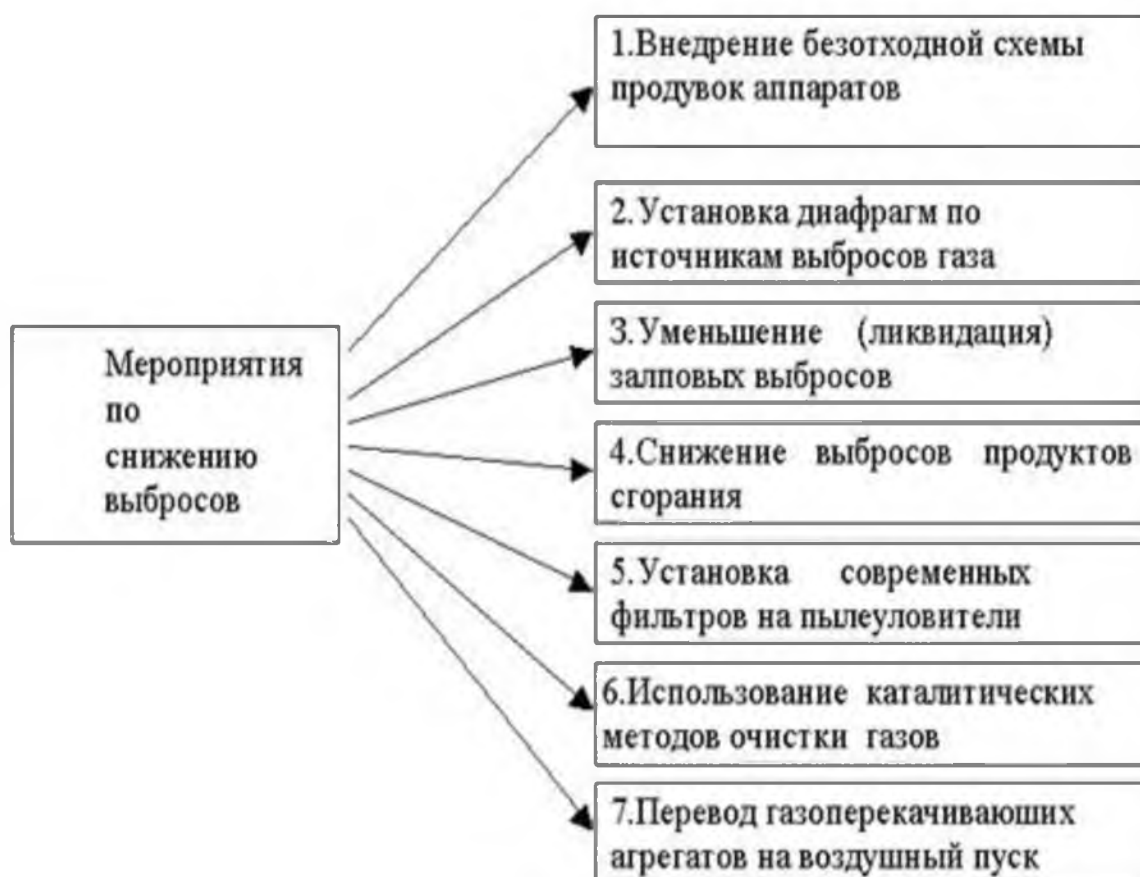 Мероприятия
по
снижению
выбросов
1.Внедрение безотходной схемы
продувок аппаратов
2.Установка диафрагм по
источникам выбросов газа
3.Уменьшение (ликвидация)
залповых выбросов
4.Снижение выбросов продуктов
сгорания
5.Установка современных
фильтров на пылеуловители
6.Использование каталитических
методов очистки газов
7.Перевод газоперекачиваюших
агрегатов на воздушный пуск